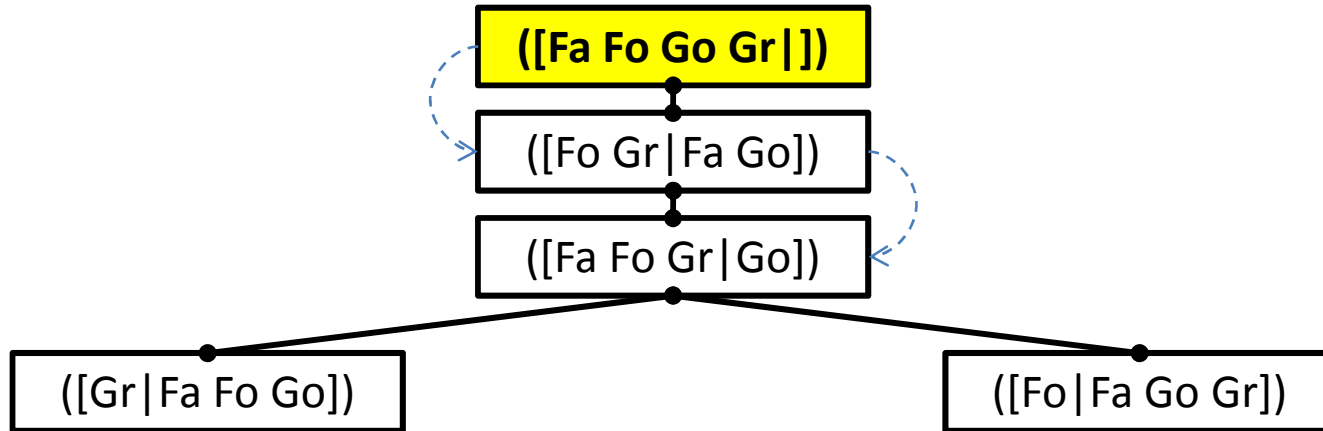 ([Fa Fo Go Gr|])
([Fo Gr|Fa Go])
([Fa Fo Gr|Go])
([Gr|Fa Fo Go])
([Fo|Fa Go Gr])